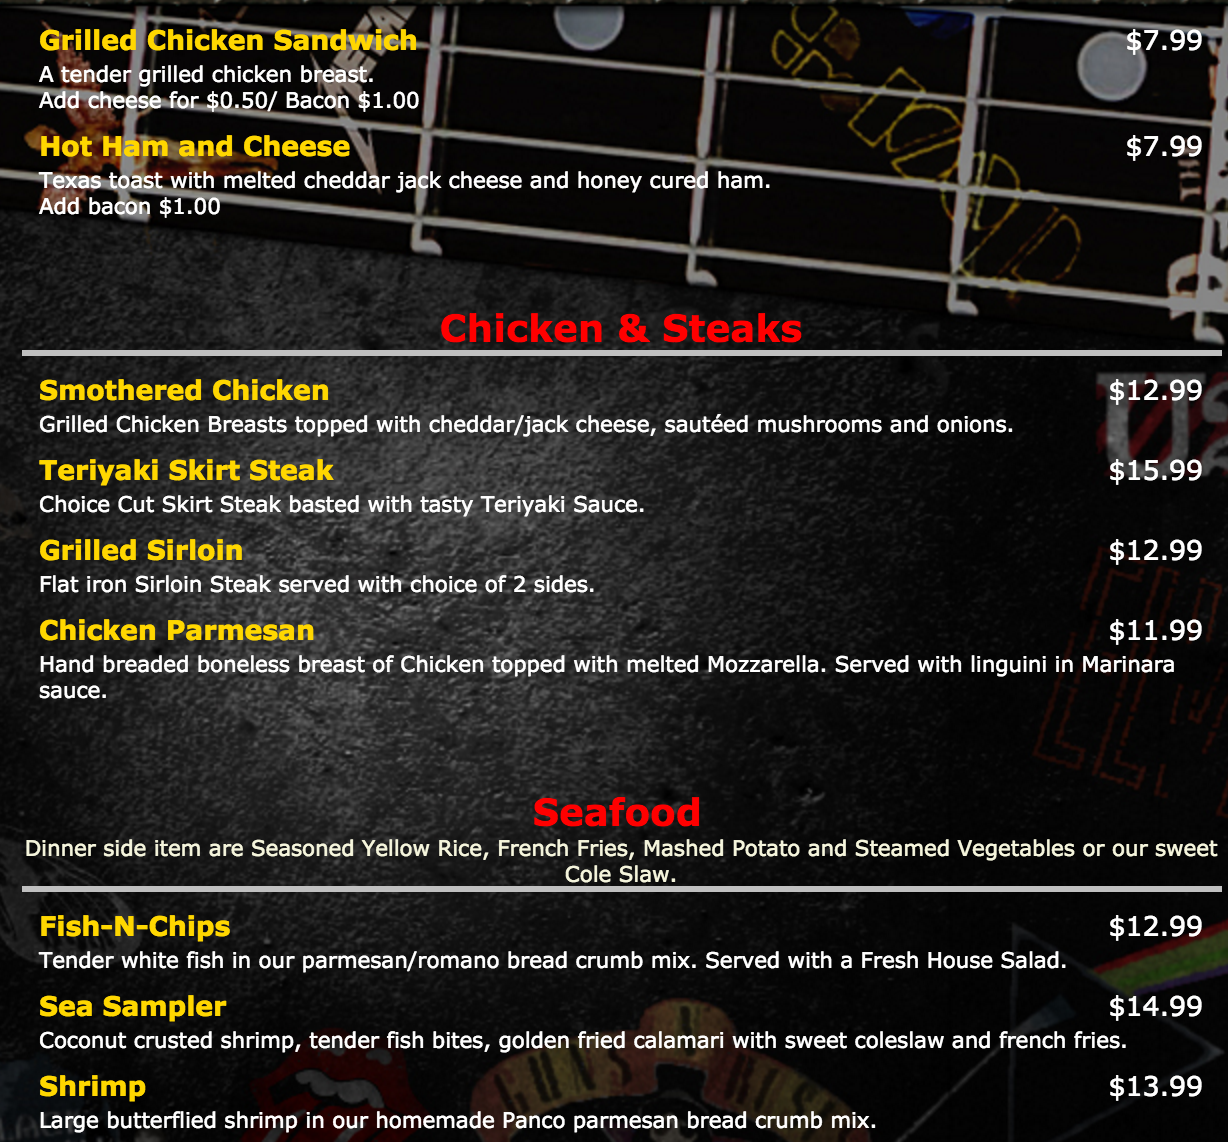 Grilled Chicken Sandwich $7.99
A tender grilled chicken breast.
Add cheese for $0.50/ Bacon $1.00
Hot Ham and Cheese $7.99
Texas toast with melted cheddar jack cheese and honey cured ham.
Add bacon $1.00
Chicken & Steaks
Smothered Chicken $12.99
Grilled Chicken Breasts topped with cheddar/jack cheese, sautéed mushrooms and onions.
Teriyaki Skirt Steak $15.99
Choice Cut Skirt Steak basted with tasty Teriyaki Sauce.
Grilled Sirloin $12.99
Flat iron Sirloin Steak served with choice of 2 sides.
Chicken Parmesan $11.99
Hand breaded boneless breast of Chicken topped with melted Mozzarella. Served with linguini in Marinara
sauce.
Seafood
Dinner side item are Seasoned Yellow Rice, French Fries, Mashed Potato and Steamed Vegetables or our sweet
Cole Slaw.
Fish-N-Chips $12.99
Tender white fish in our parmesan/romano bread crumb mix. Served with a Fresh House Salad.
Sea Sampler $14.99
Coconut crusted shrimp, tender fish bites, golden fried calamari with sweet coleslaw and french fries.
GUNS N ROSES
Shrimp $13.99
Large butterflied shrimp in our homemade Panco parmesan bread crumb mix.